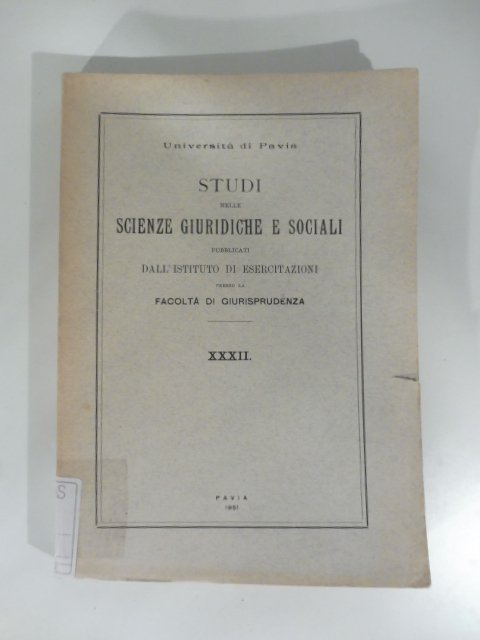 Università di Pavia
STUDI
NELLE
SCIENZE GIURIDICHE E SOCIALI
PUBBLICATI
DALL'ISTITUTO DI ESERCITAZIONI
PRESSO LA
FACOLTÀ DI GIURISPRUDENZA
XXXII.
PAVIA
1951
S